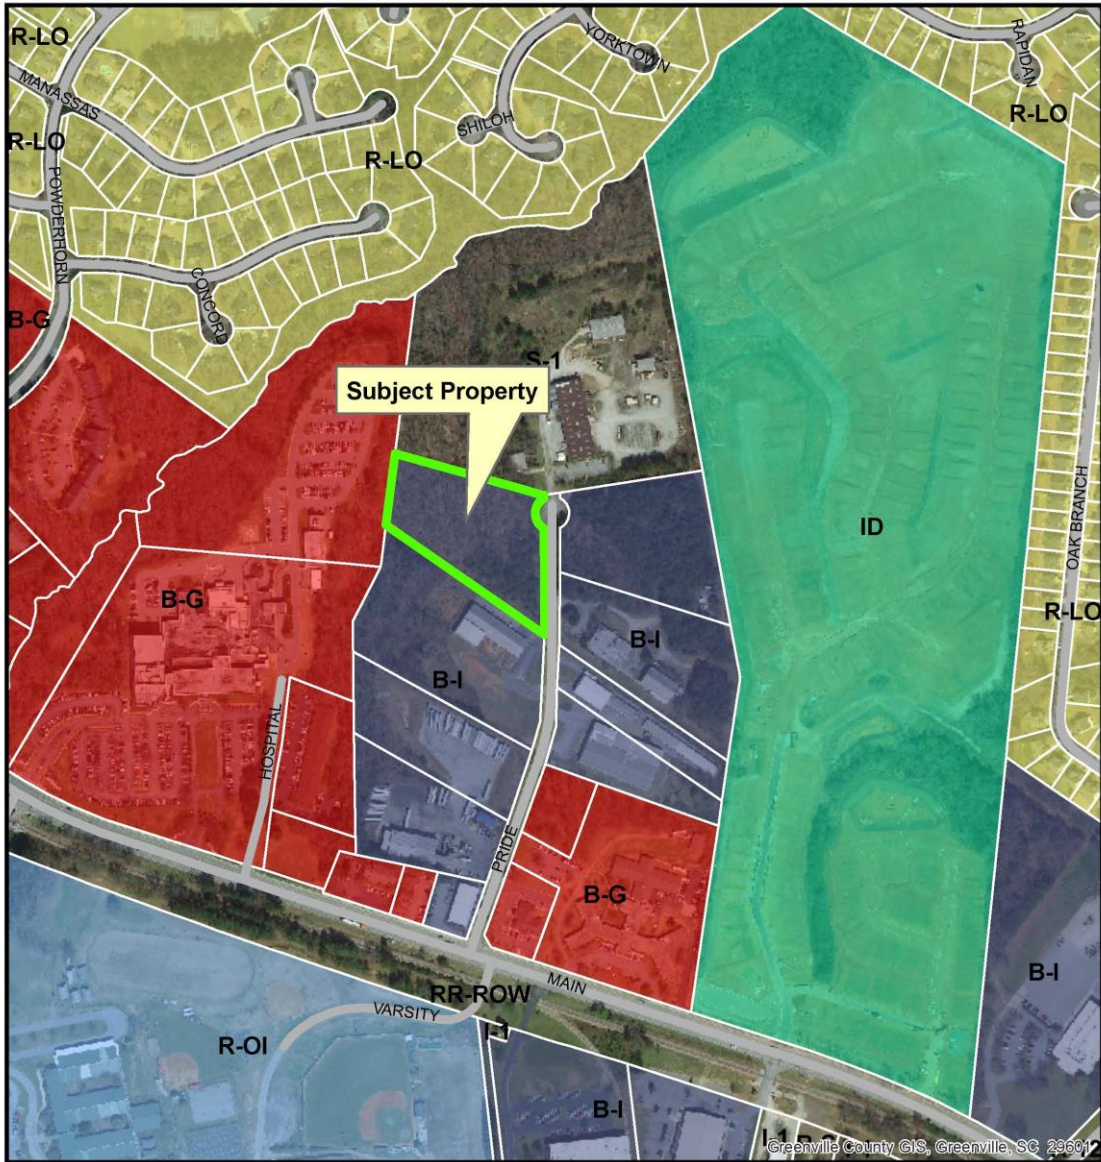 R-LO
MANASSAS
YORKTOWN
RAPIDAN
SHILOH
R-LO
R-LO
R-LO
POWDERHORN
CONCORD
B-G
S-1
Subject Property
ID
OAK BRANCH
B-G
R-LO
B-I
B-I
HOSPITAL
PRIDE
B-G
MAIN
B-I
RR-ROW
VARSITY
I-1
R-OI
B-I
I-1
Greenville County GIS, Greenville, SC 29601